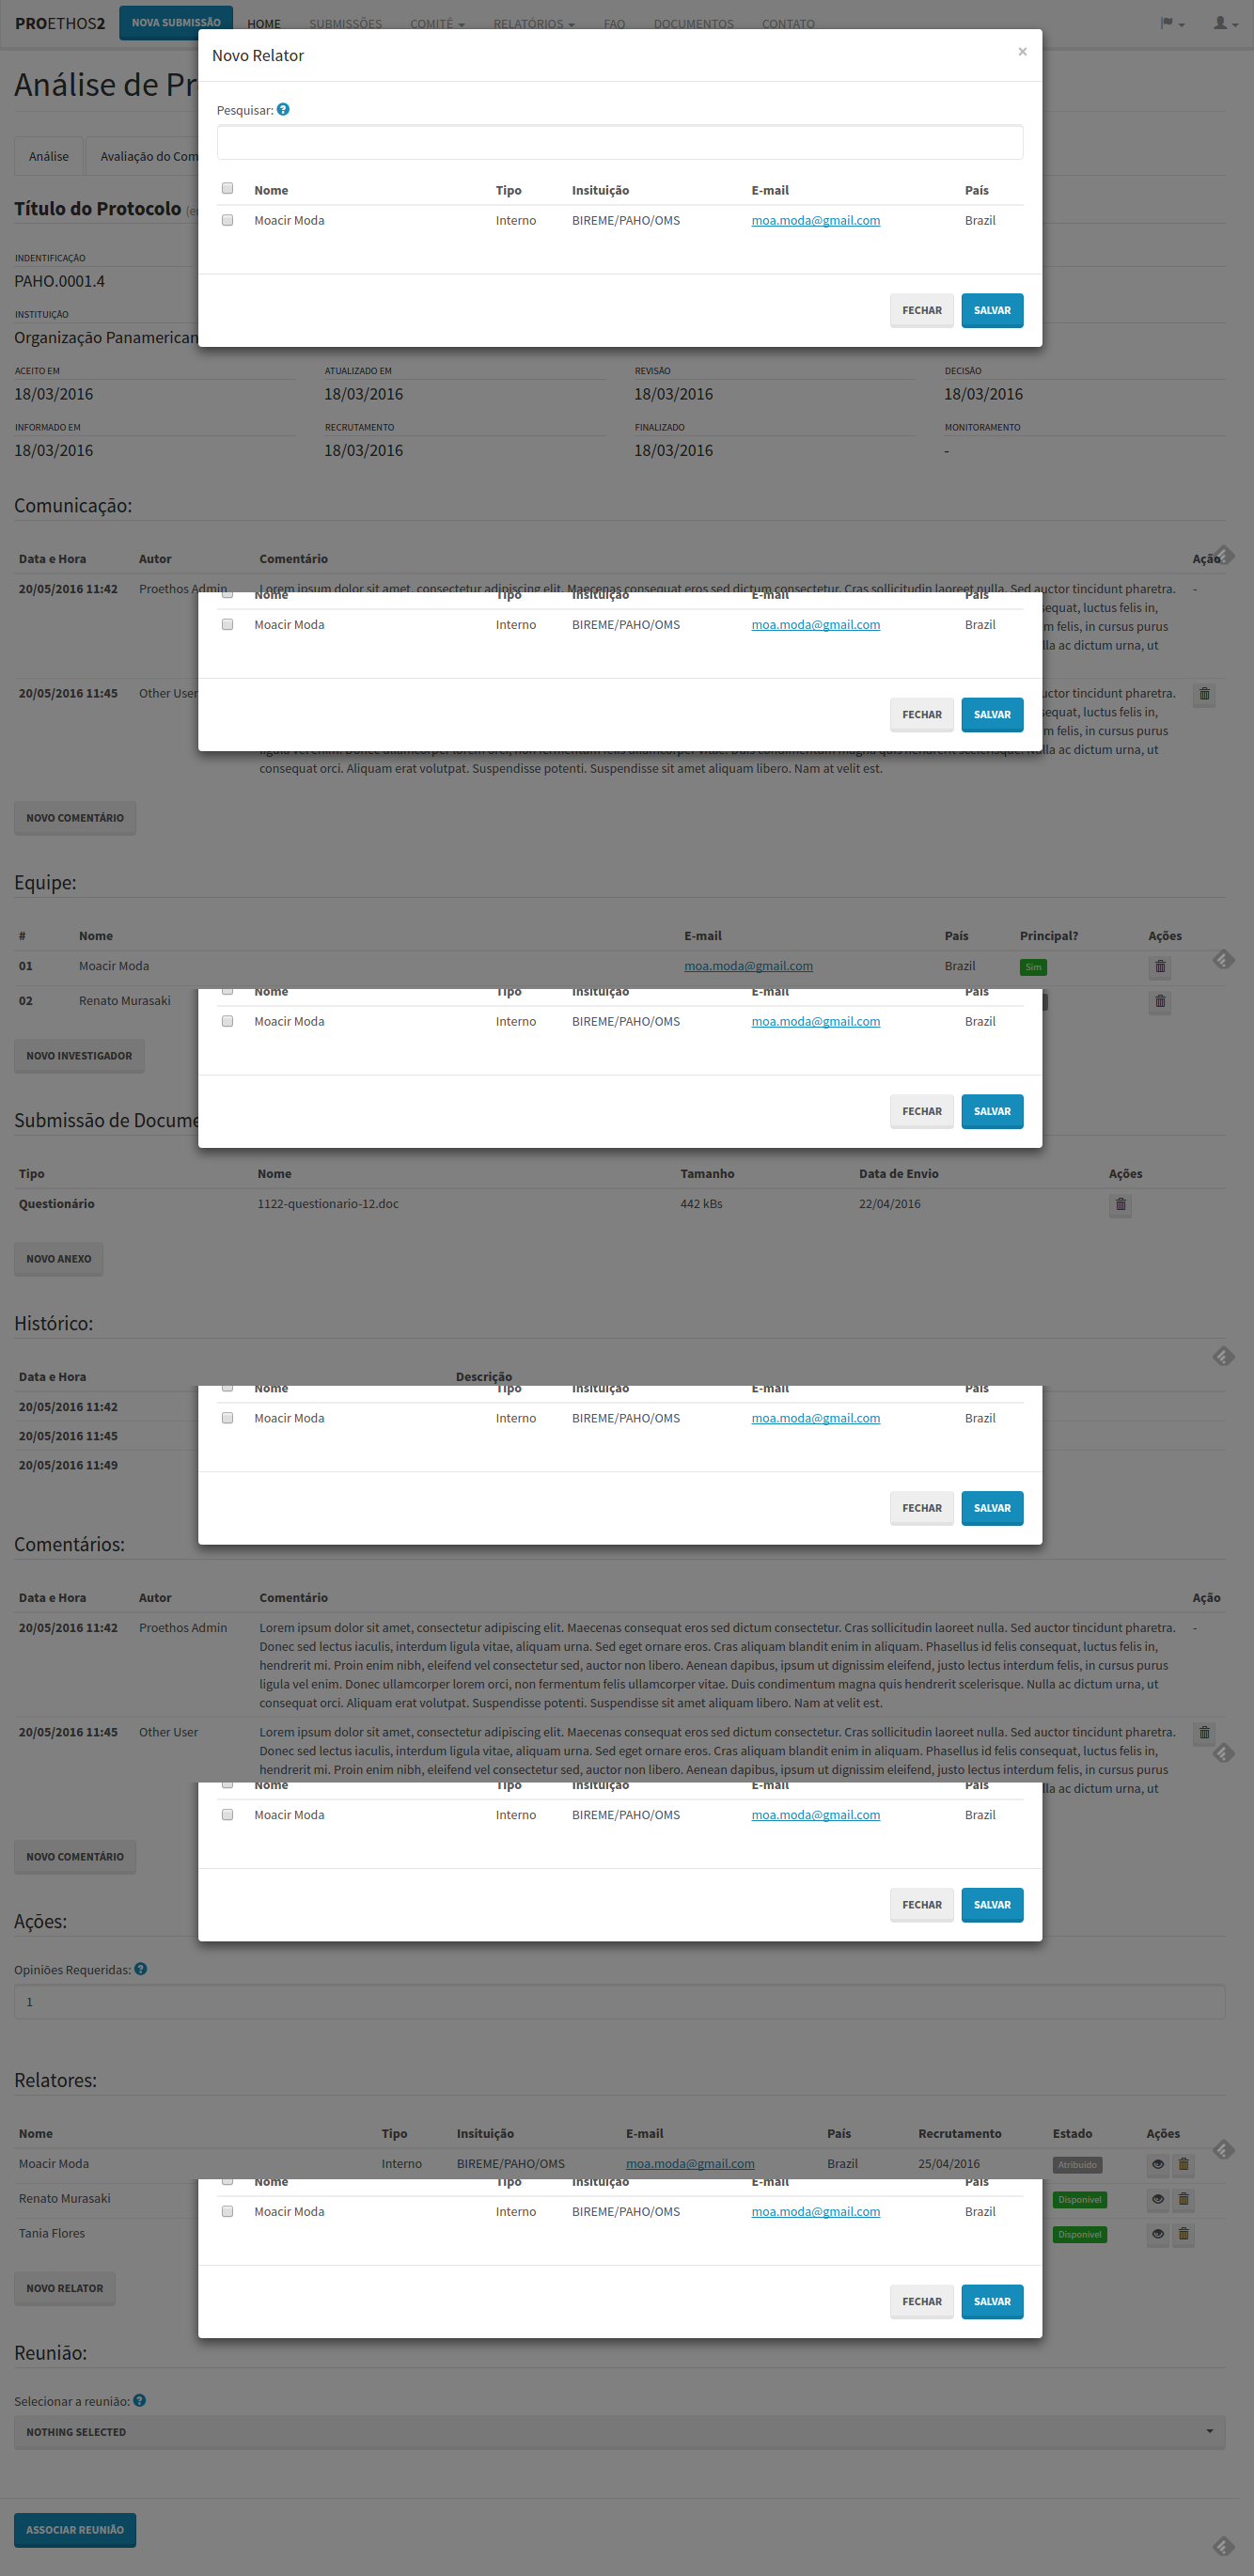 PROETHOS2 NOVA SUBMISSÃO HOME SUBMISSÕES COMITÊ RELATÓRIOS FAQ DOCUMENTOS CONTATO
Novo Relator ×
Análise de Pr
Pesquisar:
Análise Avaliação do Com
Nome Tipo Insituição E-mail País
Título do Protocolo
Moacir Moda Interno BIREME/PAHO/OMS moa.moda@gmail.com Brazil
INDENTIFICAÇÃO
PAHO.0001.4
INSTITUIÇÃO
FECHAR SALVAR
Organização Panamerican
ACEITO EM ATUALIZADO EM REVISÃO DECISÃO
18/03/2016 18/03/2016 18/03/2016 18/03/2016
INFORMADO EM RECRUTAMENTO FINALIZADO MONITORAMENTO
18/03/2016 18/03/2016 18/03/2016 -
Comunicação:
Data e Hora Autor Comentário Ação
20/05/2016 11:42 Proethos Admin Lorem ipsum dolor sit amet, consectetur adipiscing elit. Maecenas consequat eros sed dictum consectetur. Cras sollicitudin laoreet nulla. Sed auctor tincidunt pharetra. -
Nome Tipo Insituição E-mail País
sequat, luctus felis in,
Moacir Moda Interno BIREME/PAHO/OMS moa.moda@gmail.com Brazil
m felis, in cursus purus
lla ac dictum urna, ut
20/05/2016 11:45 Other User uctor tincidunt pharetra.
FECHAR SALVAR
sequat, luctus felis in,
m felis, in cursus purus
ligula vel enim. Donec ullamcorper lorem orci, non fermentum felis ullamcorper vitae. Duis condimentum magna quis hendrerit scelerisque. Nulla ac dictum urna, ut
consequat orci. Aliquam erat volutpat. Suspendisse potenti. Suspendisse sit amet aliquam libero. Nam at velit est.
NOVO COMENTÁRIO
Equipe:
# Nome E-mail País Principal? Ações
01 Moacir Moda moa.moda@gmail.com Brazil Sim
02 Renato Murasaki
Nome Tipo Insituição E-mail País
Moacir Moda Interno BIREME/PAHO/OMS moa.moda@gmail.com Brazil
NOVO INVESTIGADOR
FECHAR SALVAR
Submissão de Docume
Tipo Nome Tamanho Data de Envio Ações
Questionário 1122-questionario-12.doc 442 kBs 22/04/2016
NOVO ANEXO
Histórico:
Data e Hora Descrição
Nome Tipo Insituição E-mail País
20/05/2016 11:42
Moacir Moda Interno BIREME/PAHO/OMS moa.moda@gmail.com Brazil
20/05/2016 11:45
20/05/2016 11:49
FECHAR SALVAR
Comentários:
Data e Hora Autor Comentário Ação
20/05/2016 11:42 Proethos Admin Lorem ipsum dolor sit amet, consectetur adipiscing elit. Maecenas consequat eros sed dictum consectetur. Cras sollicitudin laoreet nulla. Sed auctor tincidunt pharetra. -
Donec sed lectus iaculis, interdum ligula vitae, aliquam urna. Sed eget ornare eros. Cras aliquam blandit enim in aliquam. Phasellus id felis consequat, luctus felis in,
hendrerit mi. Proin enim nibh, eleifend vel consectetur sed, auctor non libero. Aenean dapibus, ipsum ut dignissim eleifend, justo lectus interdum felis, in cursus purus
ligula vel enim. Donec ullamcorper lorem orci, non fermentum felis ullamcorper vitae. Duis condimentum magna quis hendrerit scelerisque. Nulla ac dictum urna, ut
consequat orci. Aliquam erat volutpat. Suspendisse potenti. Suspendisse sit amet aliquam libero. Nam at velit est.
20/05/2016 11:45 Other User Lorem ipsum dolor sit amet, consectetur adipiscing elit. Maecenas consequat eros sed dictum consectetur. Cras sollicitudin laoreet nulla. Sed auctor tincidunt pharetra.
Donec sed lectus iaculis, interdum ligula vitae, aliquam urna. Sed eget ornare eros. Cras aliquam blandit enim in aliquam. Phasellus id felis consequat, luctus felis in,
hendrerit mi. Proin enim nibh, eleifend vel consectetur sed, auctor non libero. Aenean dapibus, ipsum ut dignissim eleifend, justo lectus interdum felis, in cursus purus
Nome Tipo Insituição E-mail País
lla ac dictum urna, ut
Moacir Moda Interno BIREME/PAHO/OMS moa.moda@gmail.com Brazil
NOVO COMENTÁRIO
FECHAR SALVAR
Ações:
Opiniões Requeridas:
1
Relatores:
Nome Tipo Insituição E-mail País Recrutamento Estado Ações
Moacir Moda Interno BIREME/PAHO/OMS moa.moda@gmail.com Brazil 25/04/2016 Atribuído
Nome Tipo Insituição E-mail País
Renato Murasaki Disponível
Moacir Moda Interno BIREME/PAHO/OMS moa.moda@gmail.com Brazil
Tania Flores Disponível
NOVO RELATOR
FECHAR SALVAR
Reunião:
Selecionar a reunião:
NOTHING SELECTED
ASSOCIAR REUNIÃO